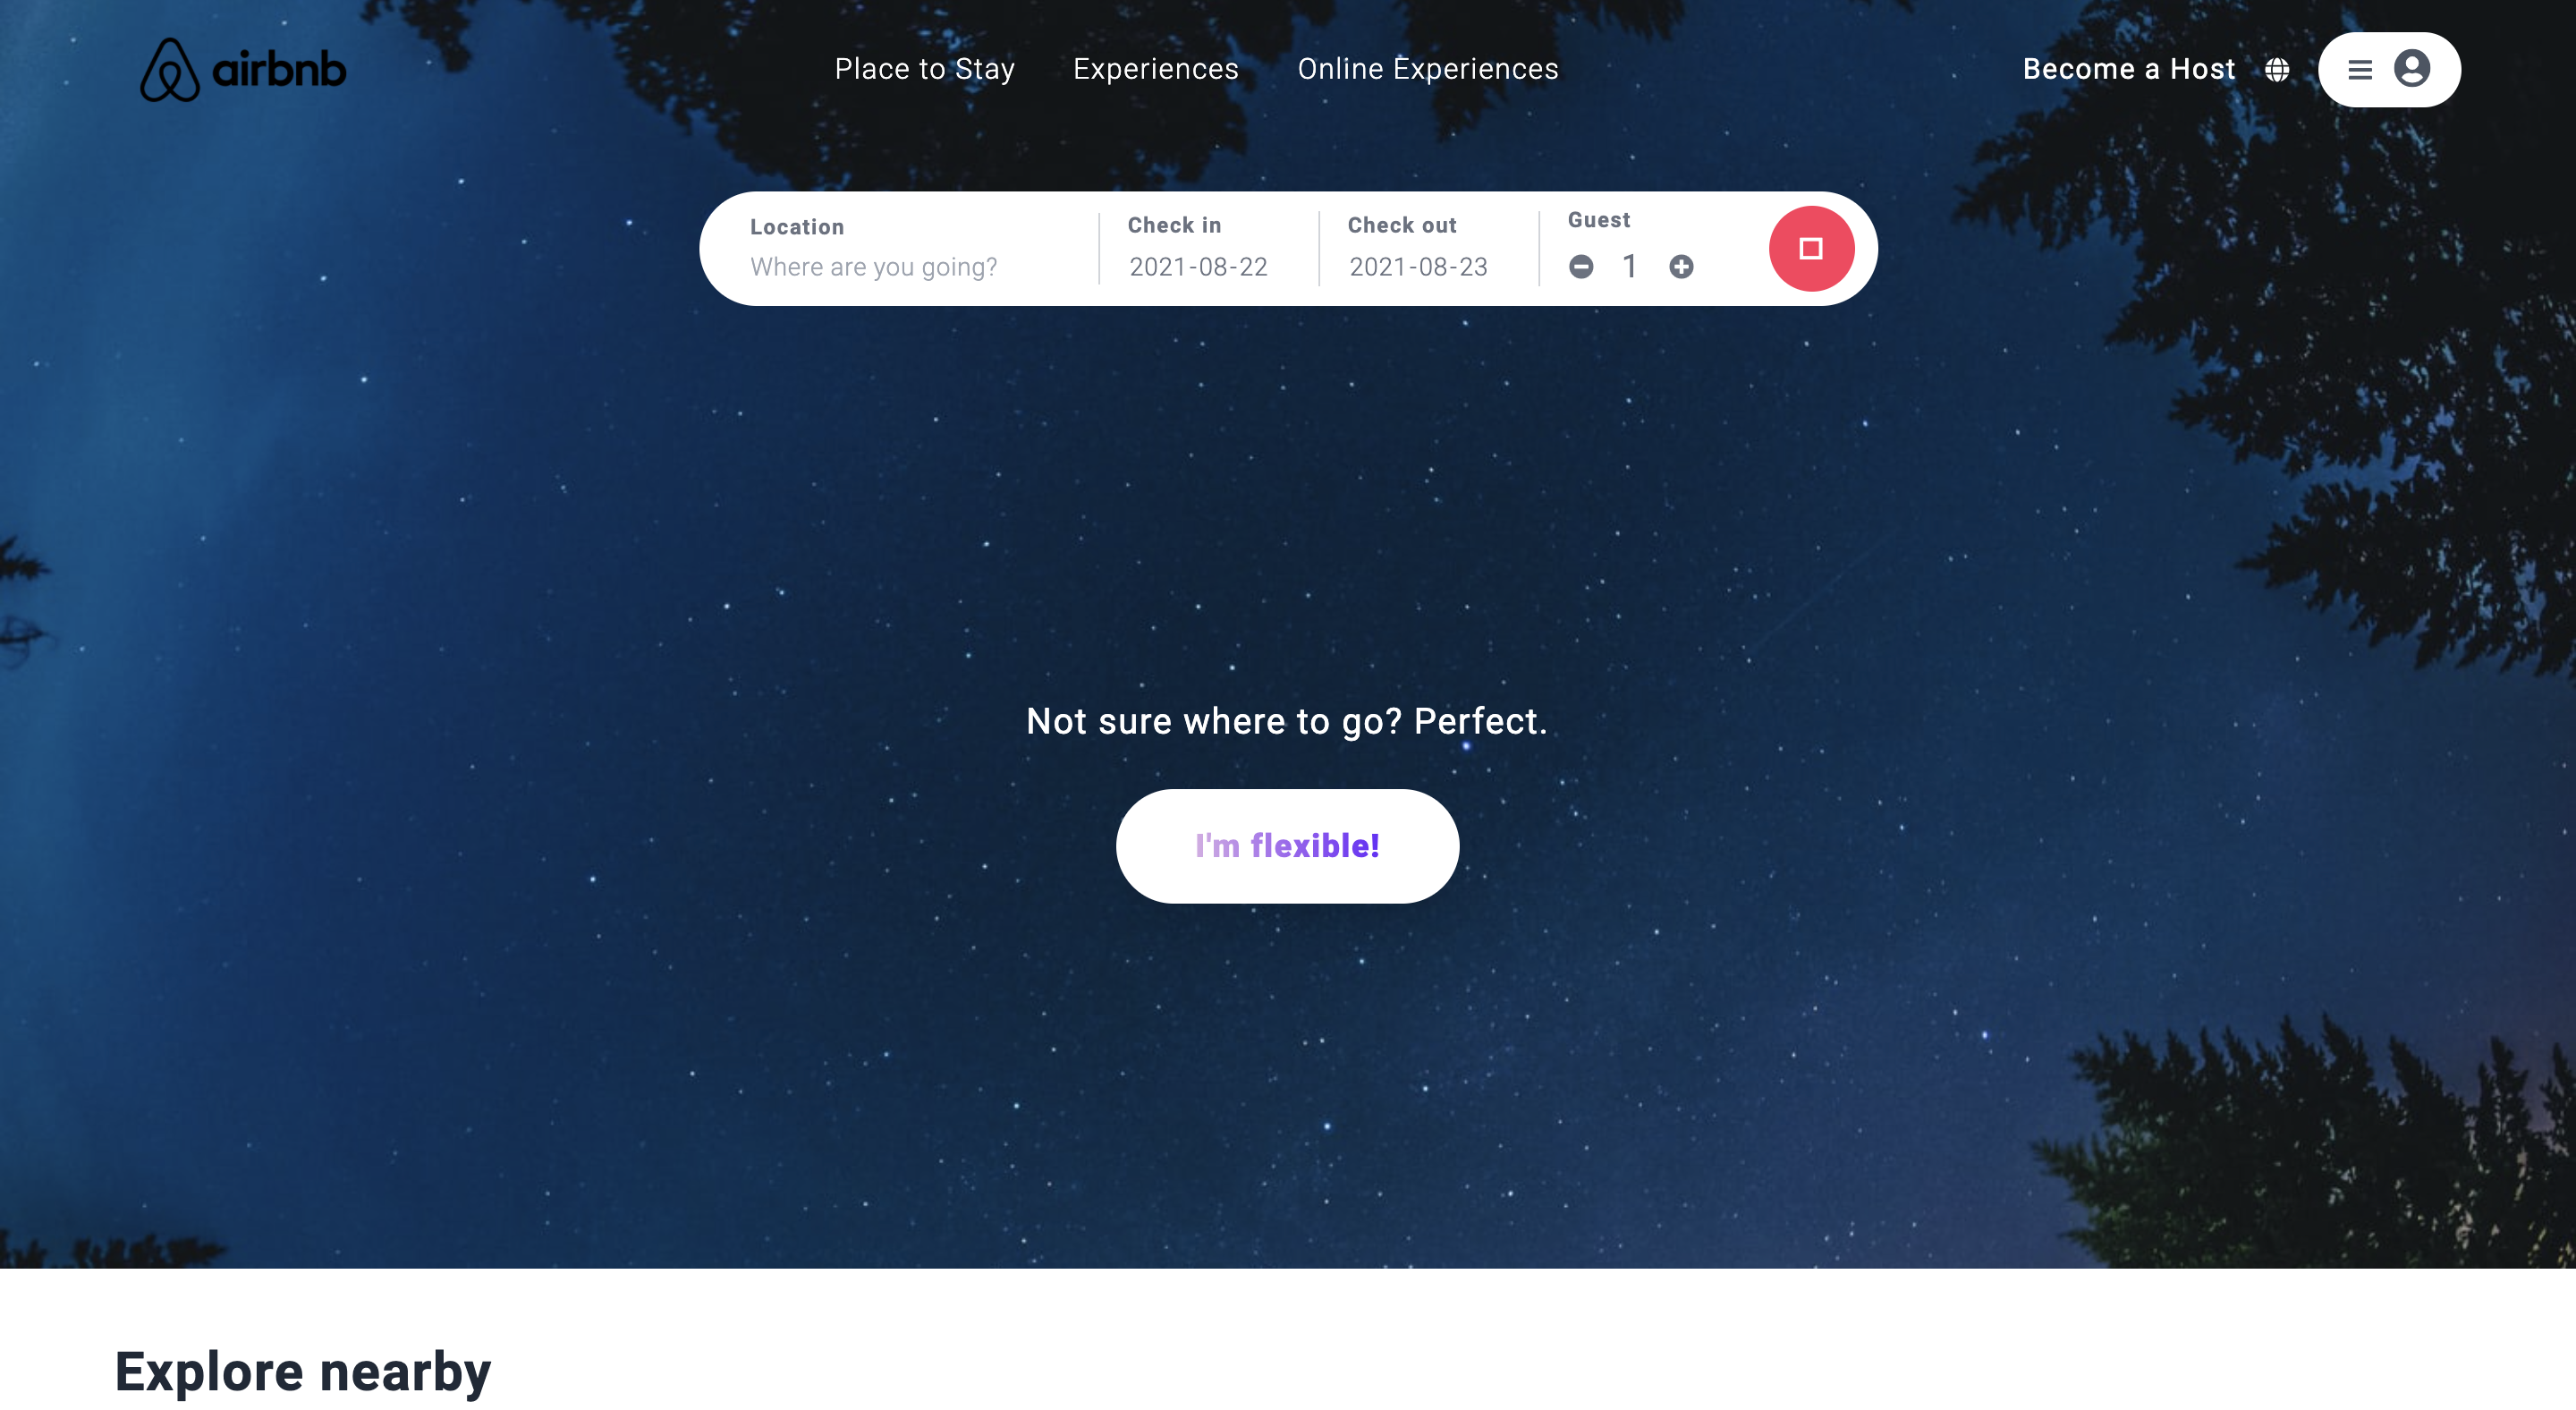 airbnb
Place to Stay
Experiences
Online Experiences
Become a Host
Location
Where are you going?
Check in
2021-08-22
Check out
2021-08-23
Guest
1
Not sure where to go? Perfect.
I'm flexible!
Explore nearby